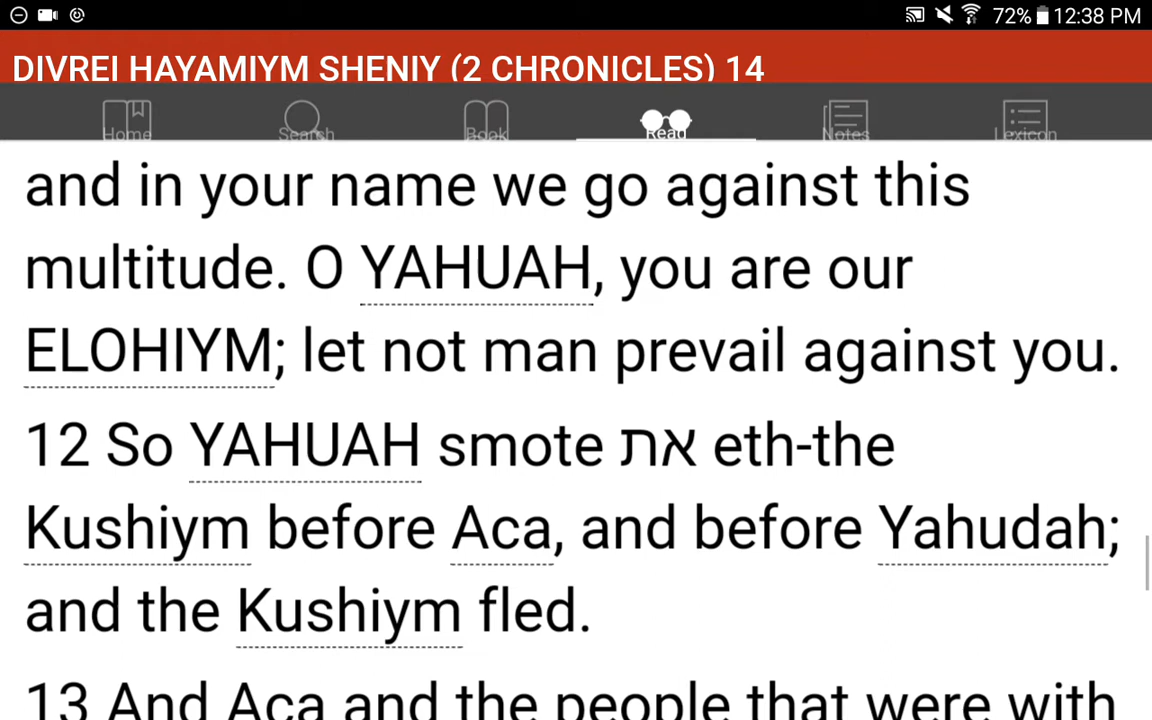 72% 12:38 PM
DIVREI HAYAMIYM SHENIY (2 CHRONICLES) 14
Home Search Book Read Notes Lexicon
and in your name we go against this
multitude. O YAHUAH, you are our
ELOHIYM; let not man prevail against you.
12 So YAHUAH smote את eth-the
Kushiym before Aca, and before Yahudah;
and the Kushiym fled.
13 And Aca and the people that were with